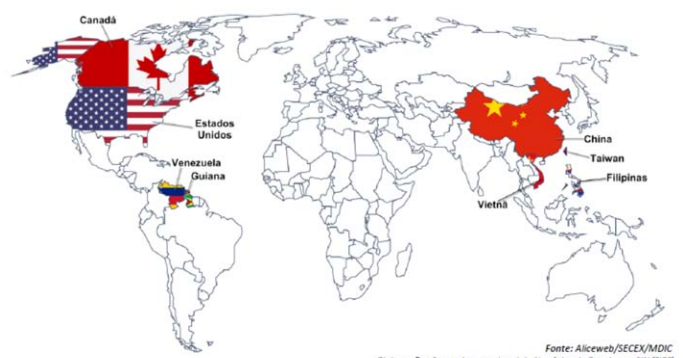 Canadá
Estados
Unidos
Venezuela
Guiana
China
Taiwan
Filipinas
Vietnã
Fonte: Aliceweb/SECEX/MDIC